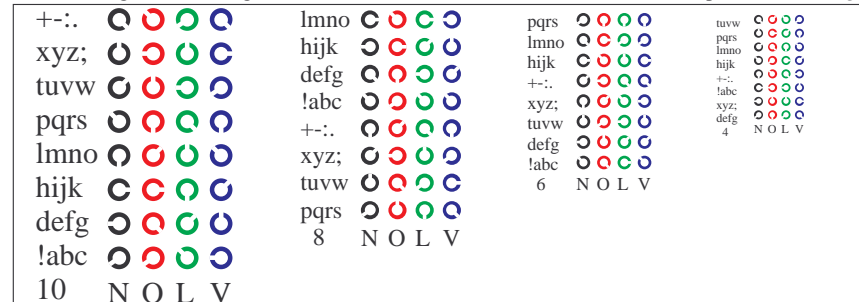 +-:.
xyz;
tuvw
pqrs
lmno
hijk
defg
!abc
10 N O L V
lmno
hijk
defg
!abc
+-:.
xyz;
tuvw
pqrs
8 N O L V
pqrs
lmno
hijk
+-:.
xyz;
tuvw
defg
!abc
6 N O L V
tuvw
pqrs
lmno
hijk
+-:.
!abc
xyz;
defg
4 N O L V